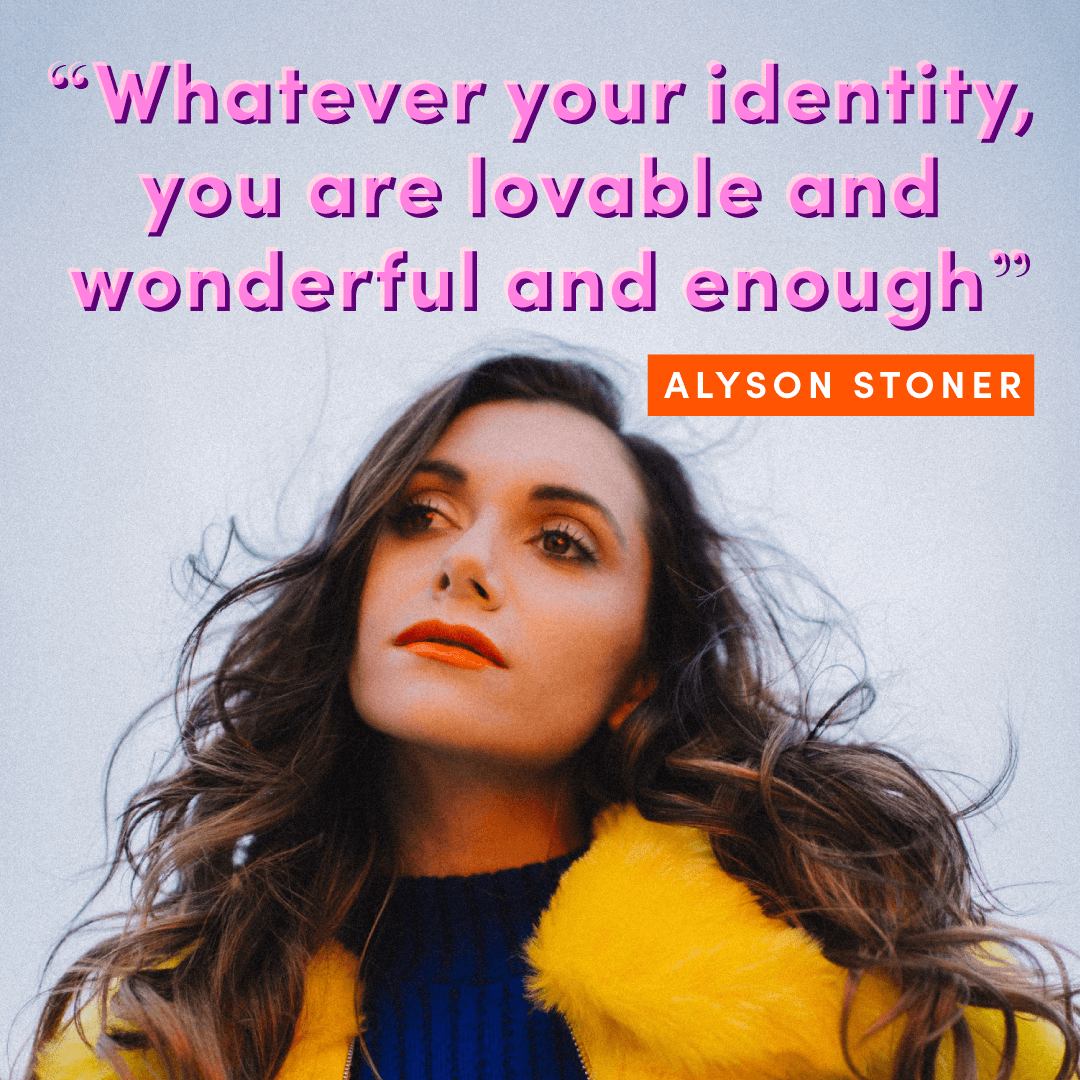 “Whatever your identity,
you are lovable and
wonderful and enough”
ALYSON STONER